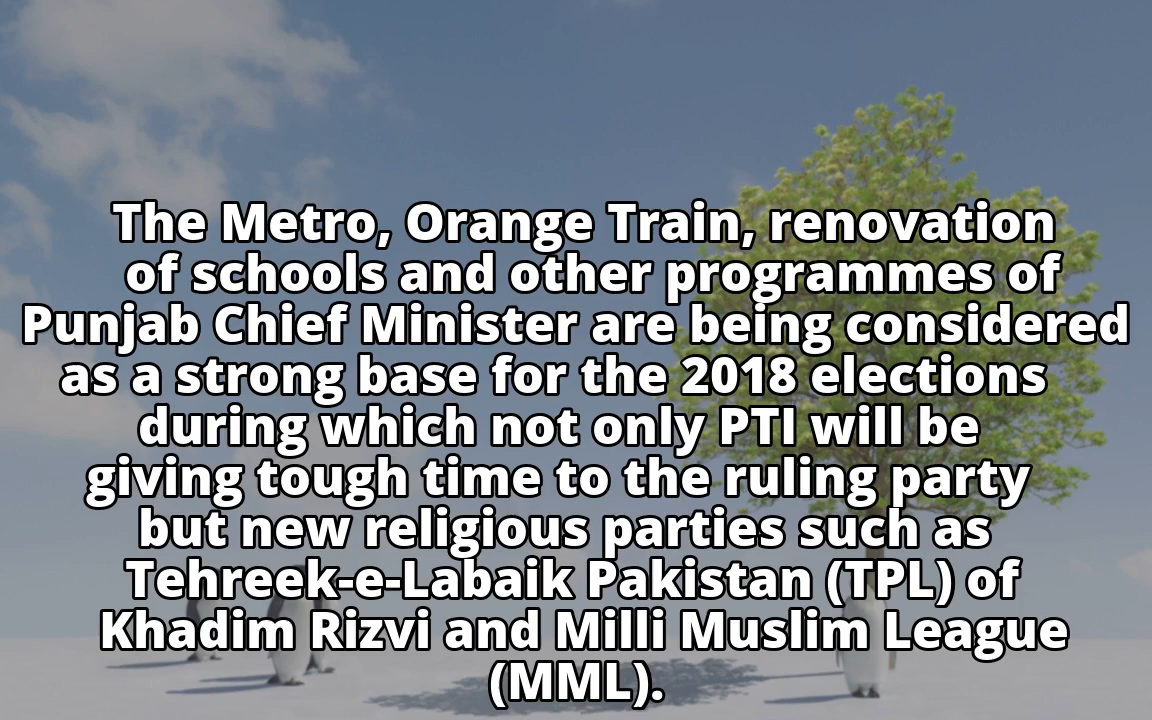 The Metro, Orange Train, renovation
of schools and other programmes of
Punjab Chief Minister are being considered
as a strong base for the 2018 elections
during which not only PTI will be
giving tough time to the ruling party
but new religious parties such as
Tehreek-e-Labaik Pakistan (TPL) of
Khadim Rizvi and Milli Muslim League
(MML).